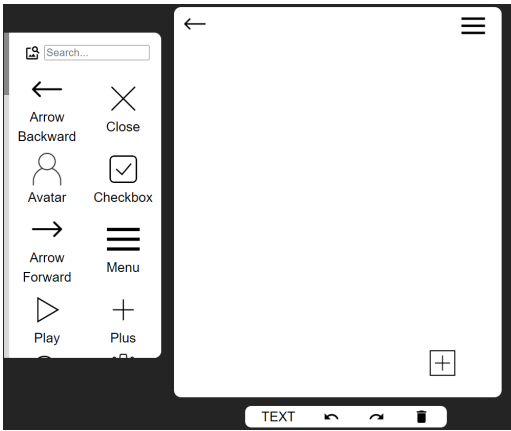 Search...
Arrow
Backward
Close
Avatar
Checkbox
Arrow
Forward
Menu
Play
Plus
TEXT